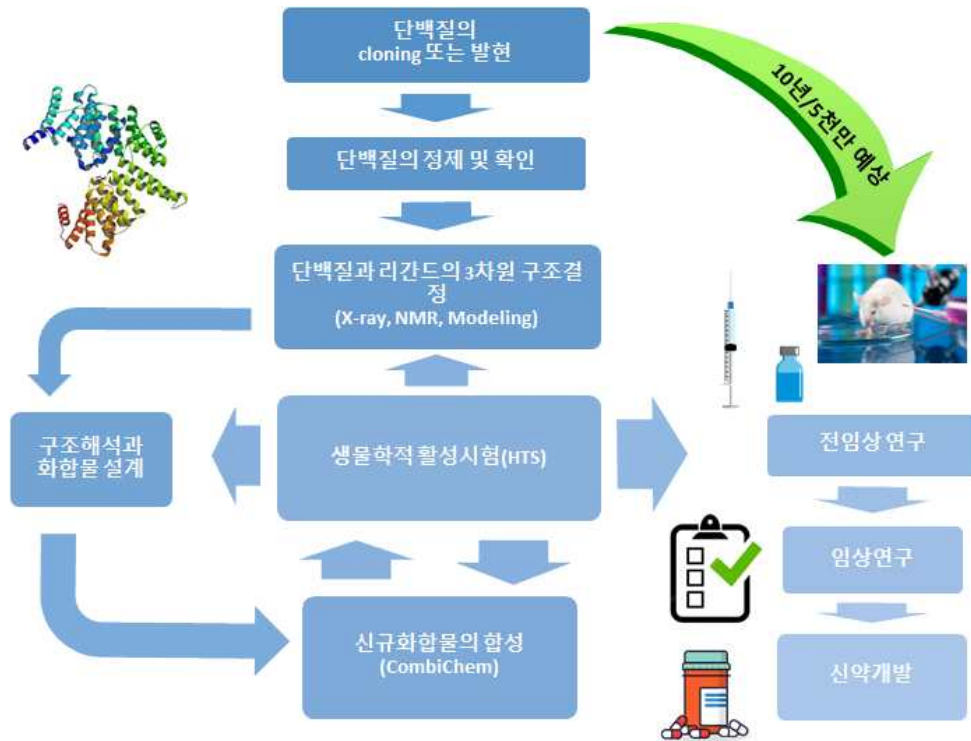 단백질의
cloning 또는 발현
10년/5천만 예상
단백질의 정제 및 확인
단백질과 리간드의 3차원 구조결
정
(X-ray, NMR, Modeling)
구조해석과
화합물 설계
생물학적 활성시험(HTS)
전임상 연구
임상연구
신규화합물의 합성
(CombiChem)
신약개발